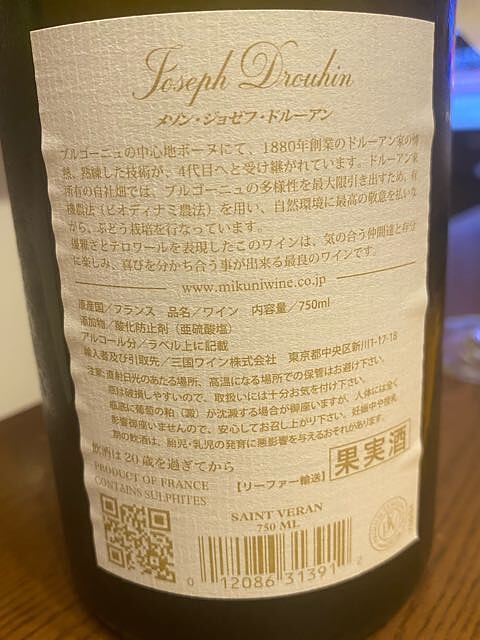 Joseph Drouhin
メゾン・ジョゼフ・ドルーアン
ブルゴーニュの中心地ボーヌにて、1880年創業のドルーアン家の情
熱、熟練した技術が、4代目へと受け継がれています。ドルーアン家
所有の自社畑では、ブルゴーニュの多様性を最大限引き出すため、有
機農法（ビオディナミ農法）を用い、自然環境に最高の敬意を払いな
がら、ぶどう栽培を行なっています。
優雅さとテロワールを表現したこのワインは、気の合う仲間達と存分
に楽しみ、喜びを分かち合う事が出来る最良のワインです。
www.mikuniwine.co.jp
原産国／フランス 品名／ワイン 内容量／750ml
添加物／酸化防止剤（亜硫酸塩）
アルコール分／ラベル上に記載
輸入者及び引取先／三国ワイン株式会社 東京都中央区新川1-17-18
注意:直射日光のあたる場所、高温になる場所での保管はお避け下さい。
瓶は破損しやすいので、取扱いには十分お気を付け下さい。
瓶底に葡萄の粕（澱）が沈澱する場合が御座いますが、人体には全く
影響御座いませんので、安心してお召し上がり下さい。妊娠中や授乳
期の飲酒は、胎児・乳児の発育に悪影響を与えるおそれがあります。
飲酒は20歳を過ぎてから
PRODUCT OF FRANCE
CONTAINS SULPHITES
【リーファー輸送】
果実酒
SAINT VERAN
750 ML
0 12086 31391 2